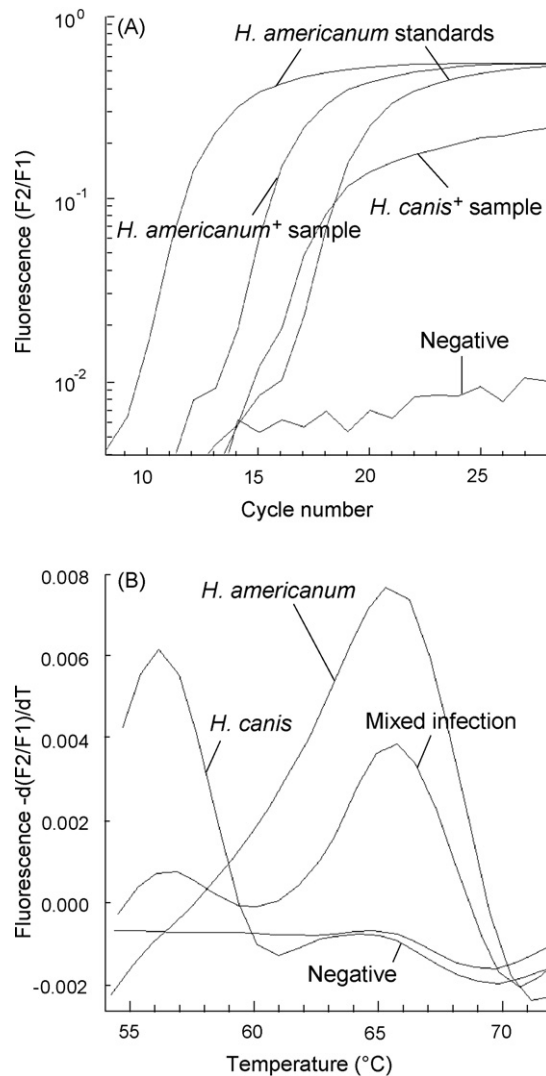 (A)
H. americanum standards
10⁰
Fluorescence (F2/F1)
10⁻¹
H. americanum⁺ sample
H. canis⁺ sample
Negative
10⁻²
10 15 20 25
Cycle number
(B)
0.008
H. americanum
0.006
H. canis
Mixed infection
0.004
Fluorescence -d(F2/F1)/dT
0.002
0.000
Negative
-0.002
55 60 65 70
Temperature (°C)